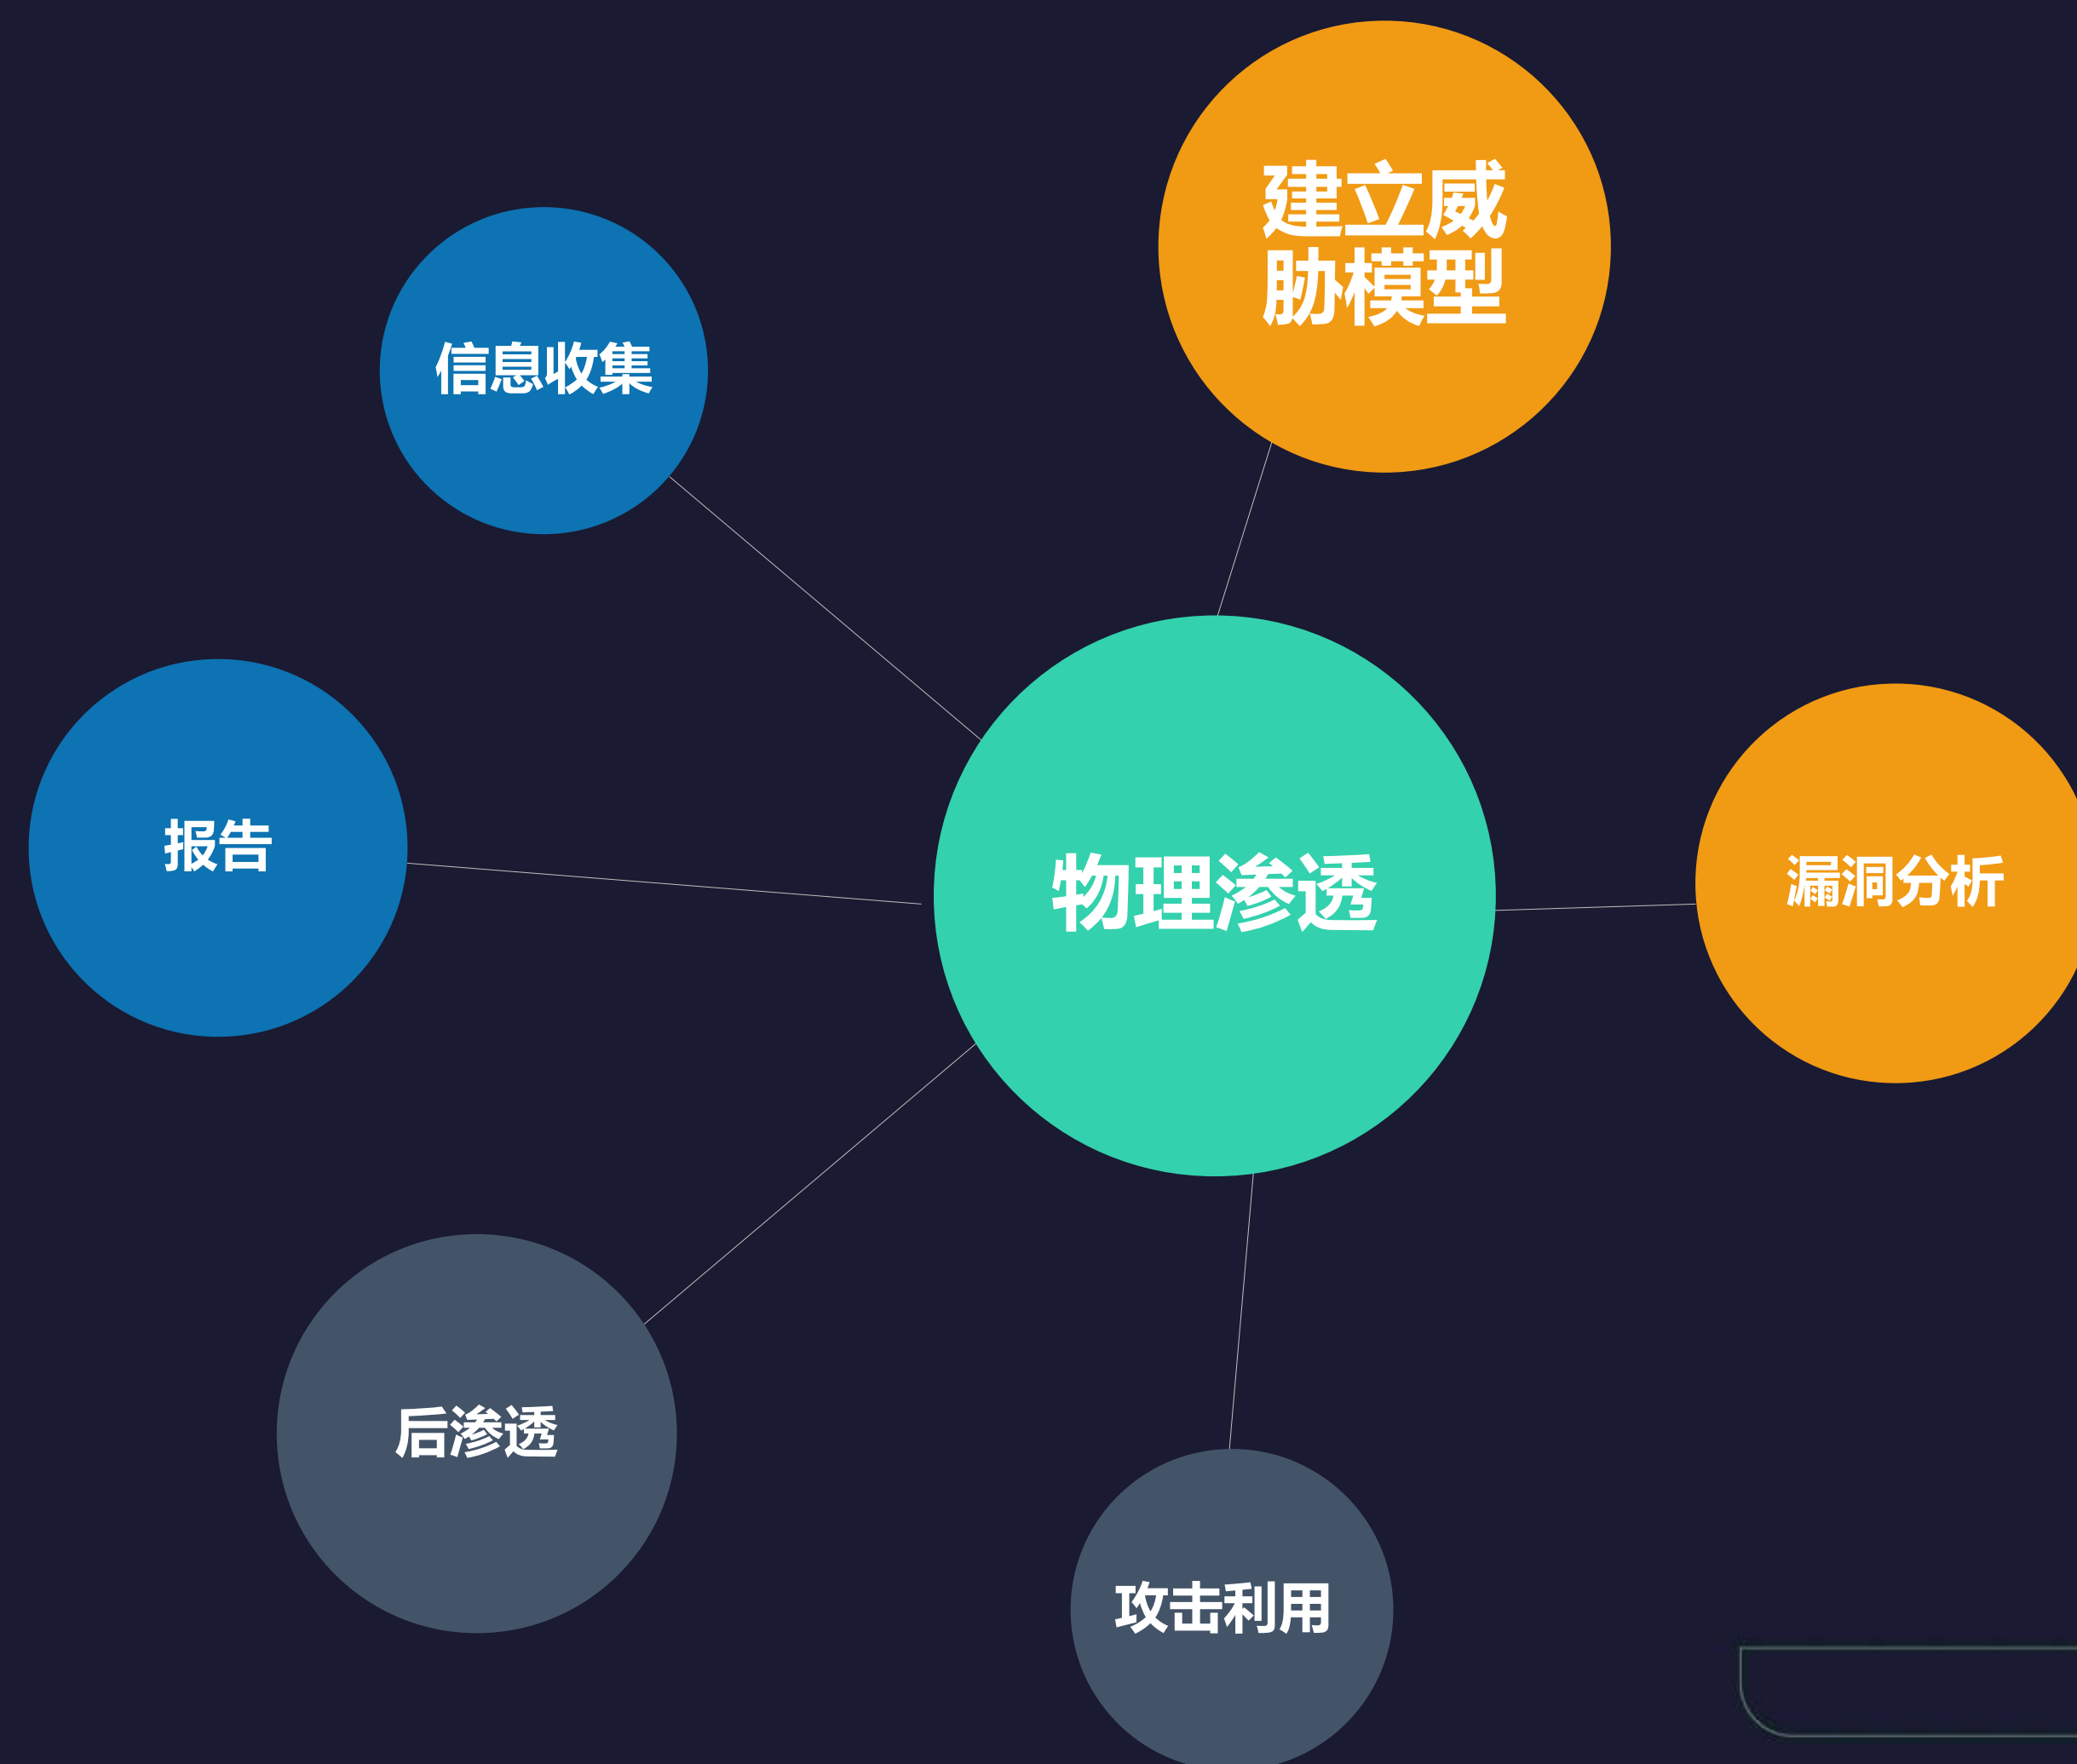 建立威
胁模型
信息收集
报告
物理渗透
漏洞分析
后渗透
攻击利用